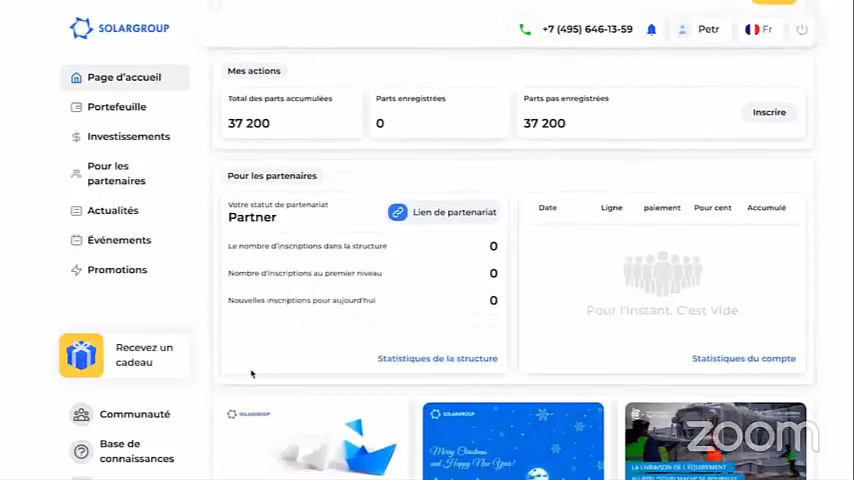 SOLARGROUP
+7 (495) 646-13-59
Petr
Fr
Page d'accueil
Portefeuille
Investissements
Pour les
partenaires
Actualités
Événements
Promotions
Recevez un
cadeau
Communauté
Base de
connaissances
Mes actions
Total des parts accumulées
37 200
Parts enregistrées
0
Parts pas enregistrées
37 200
Inscrire
Pour les partenaires
Votre statut de partenariat
Partner
Lien de partenariat
Le nombre d'inscriptions dans la structure
0
Nombre d'inscriptions au premier niveau
0
Nouvelles inscriptions pour aujourd'hui
0
Statistiques de la structure
Date Ligne paiement Pour cent Accumulé
Pour l'Instant, C'est Vide
Statistiques du compte
SOLARGROUP
SOLARGROUP
Merry Christmas
and Happy New Year!
LA LIVRAISON DE L'ÉQUIPEMENT
zoom